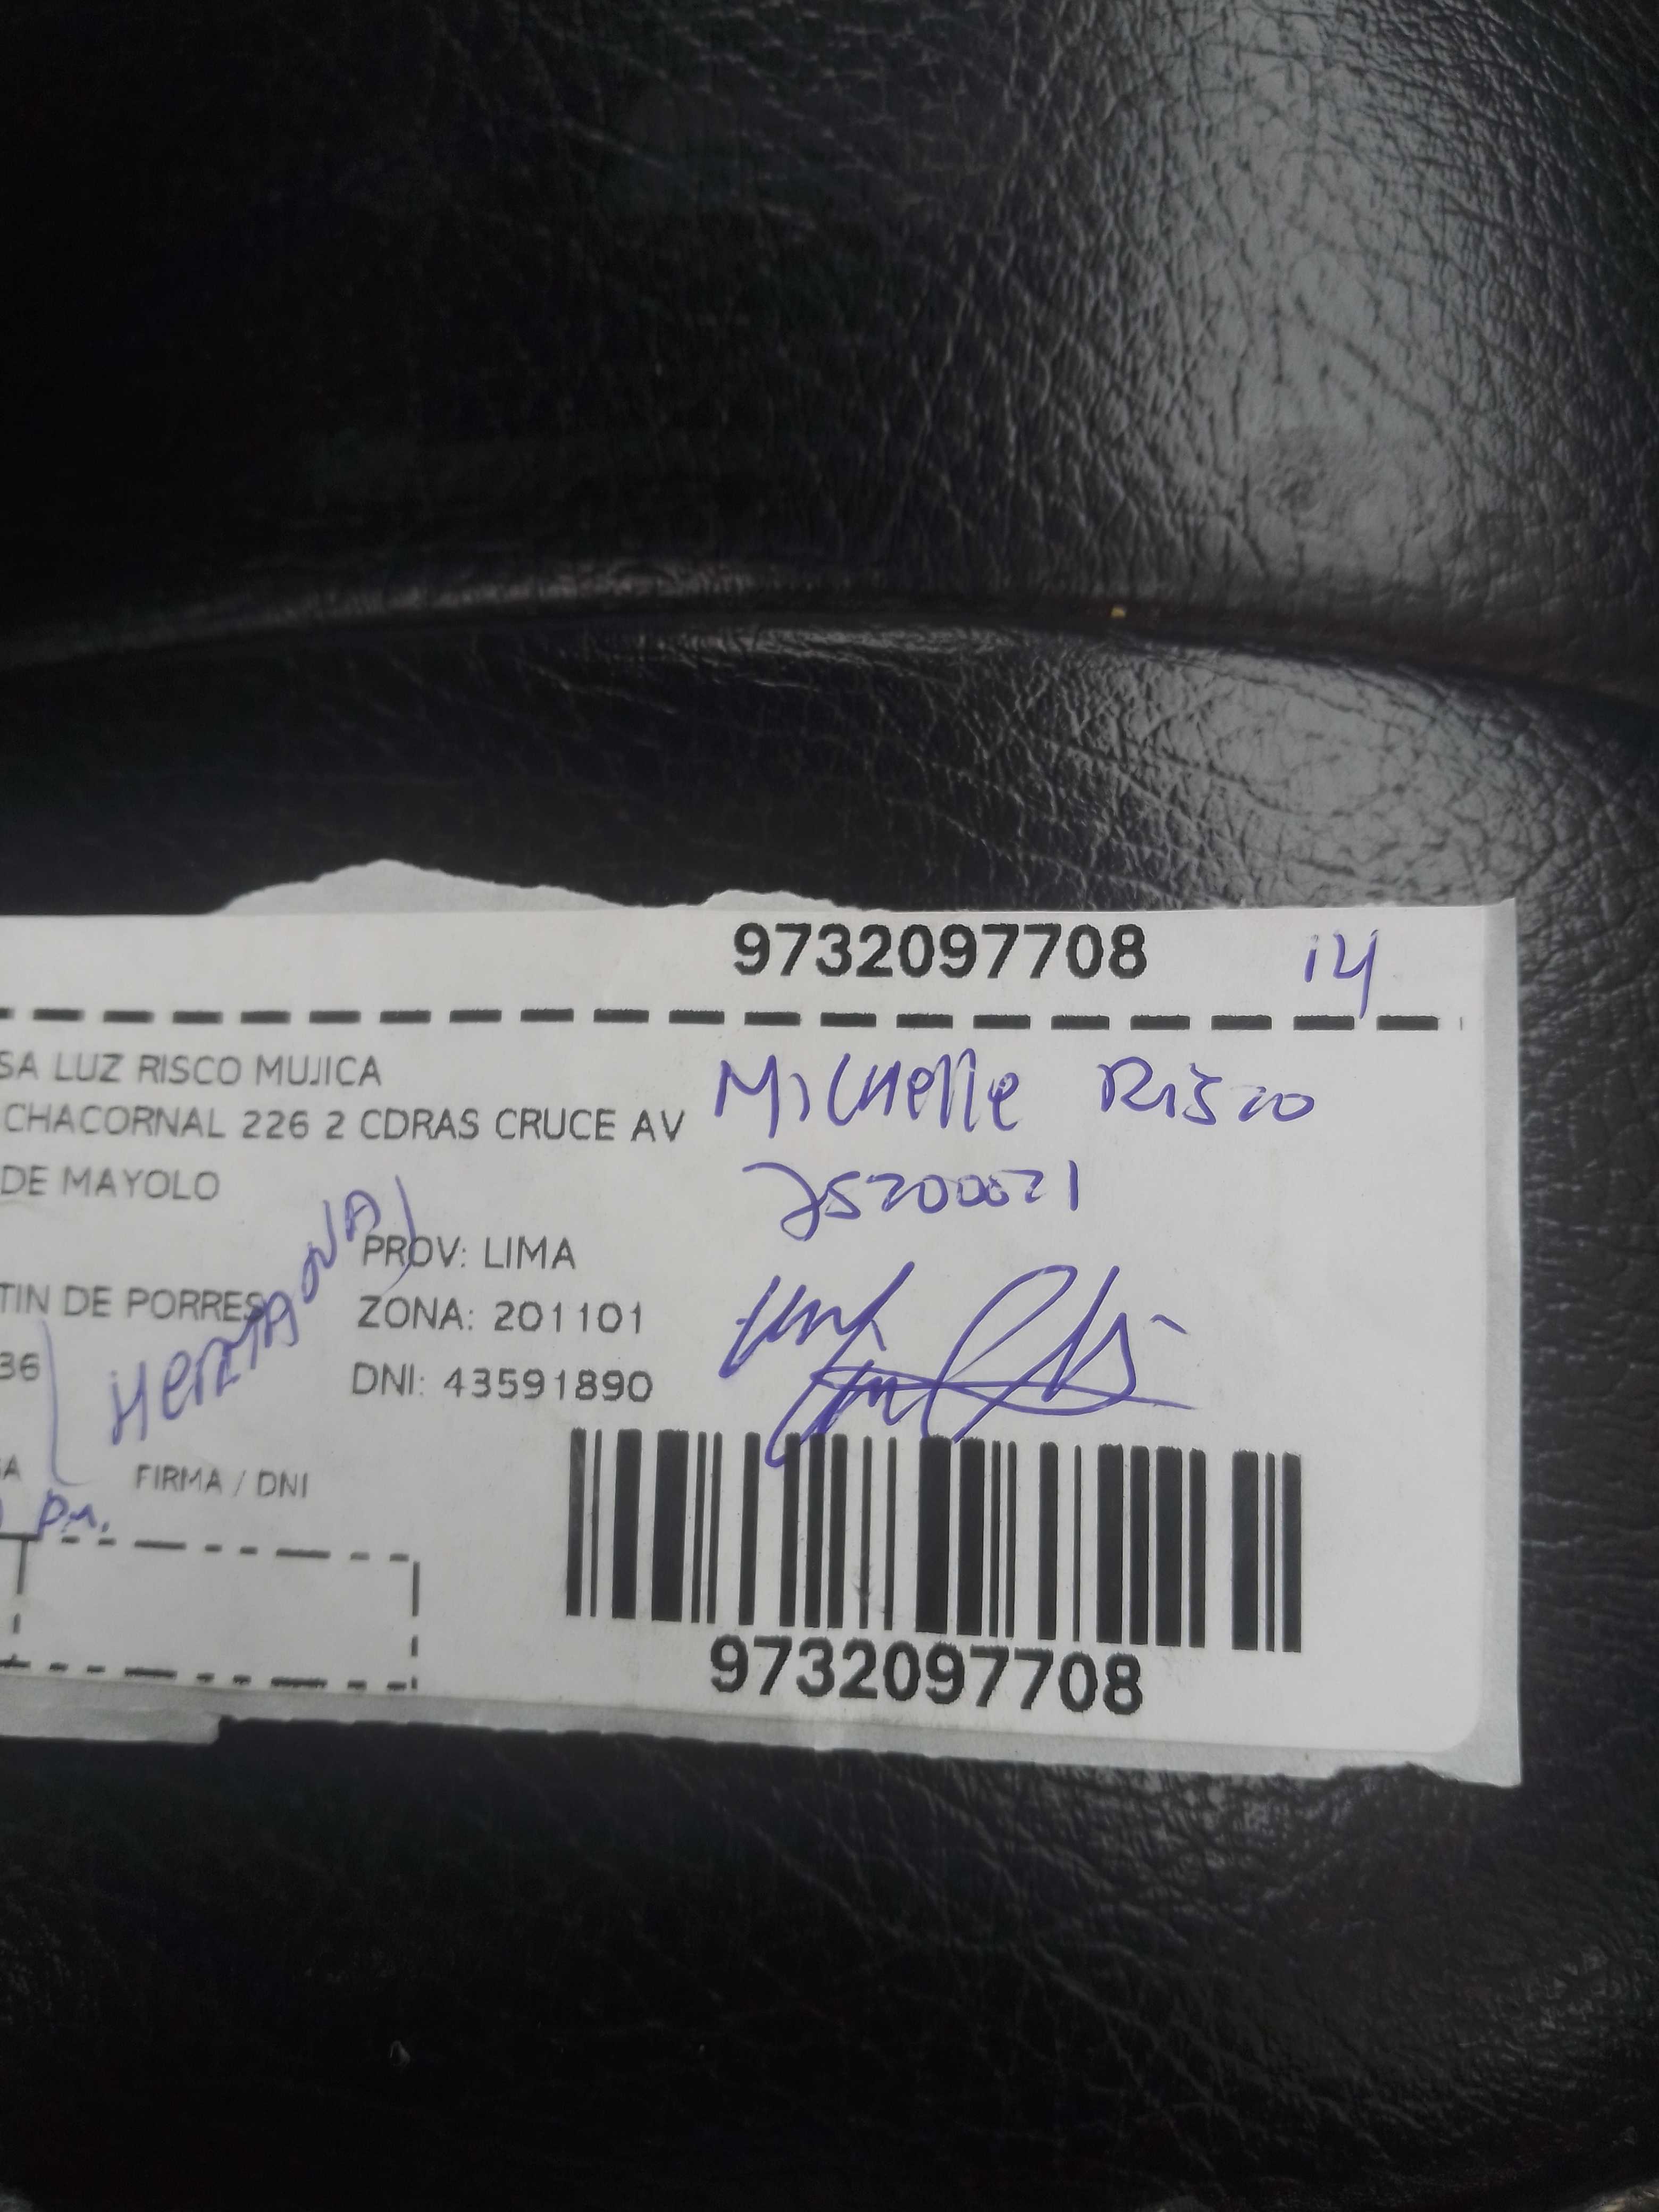 9732097708 14
SA LUZ RISCO MUJICA
CHACORNAL 226 2 CDRAS CRUCE AV
DE MAYOLO
Michelle Risco
PROV: LIMA
TIN DE PORRES
ZONA: 201101
36
DNI: 43591890
HERMANA)
A
FIRMA / DNI
Pm.
9732097708